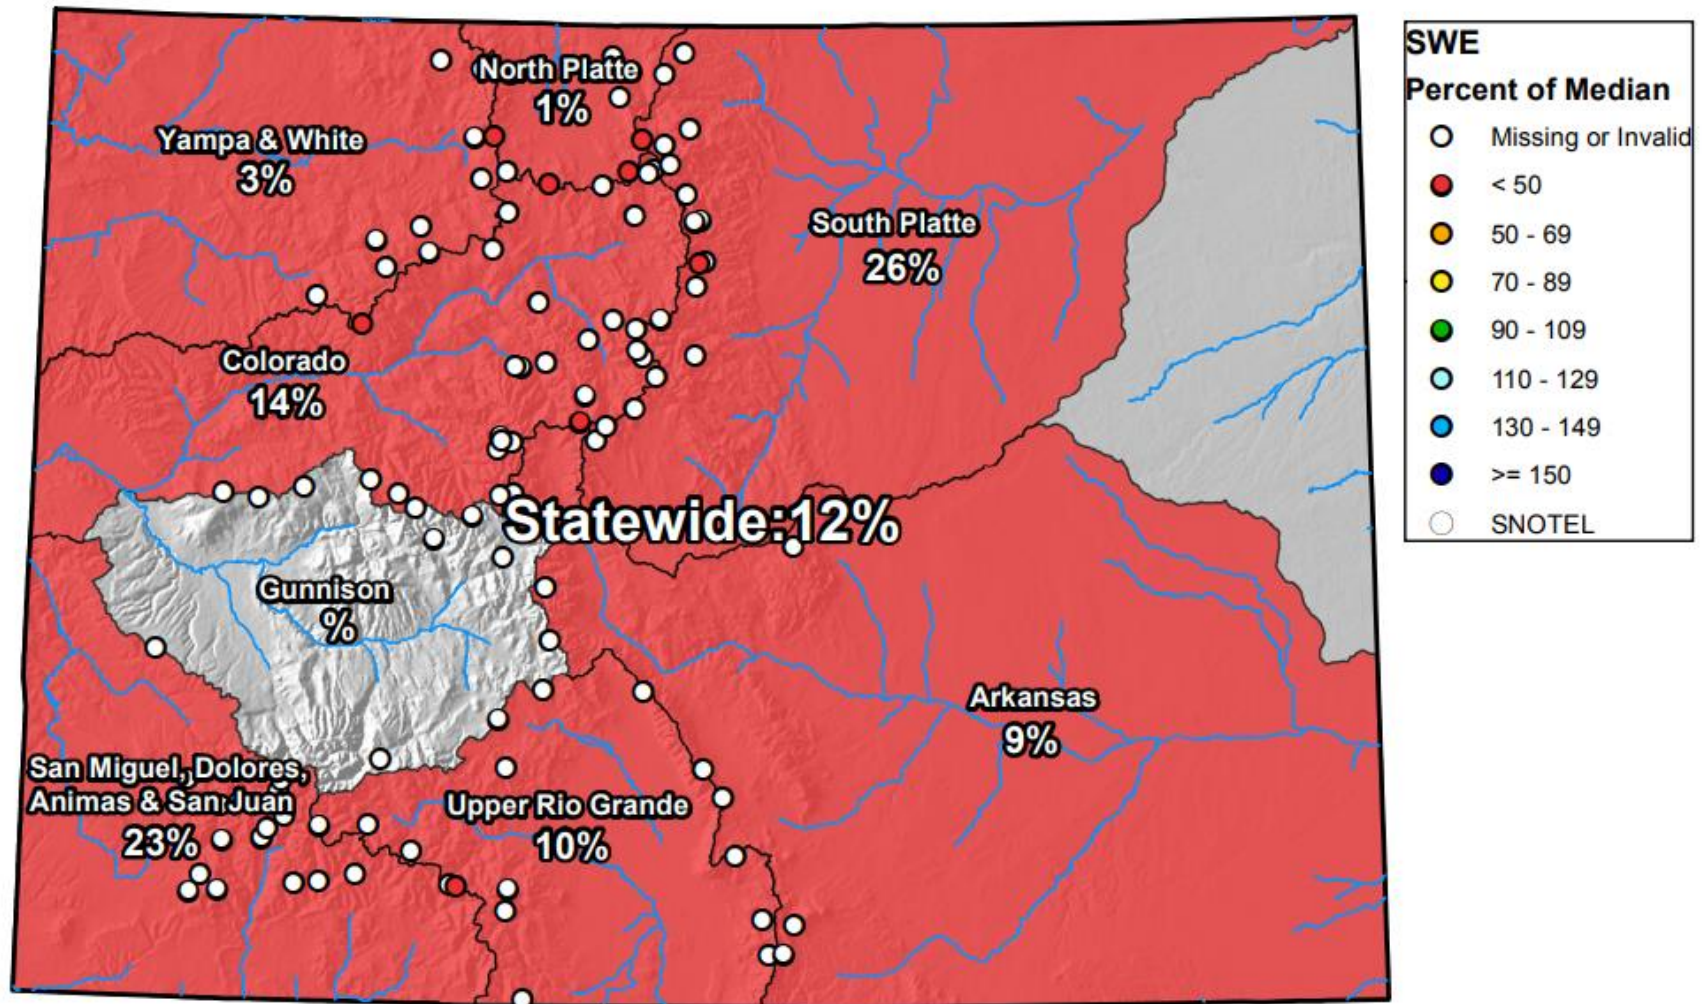 North Platte
1%
Yampa & White
3%
South Platte
26%
Colorado
14%
Statewide:12%
Gunnison
%
Arkansas
9%
San Miguel, Dolores,
Animas & San Juan
23%
Upper Rio Grande
10%
SWE
Percent of Median
Missing or Invalid
< 50
50 - 69
70 - 89
90 - 109
110 - 129
130 - 149
>= 150
SNOTEL